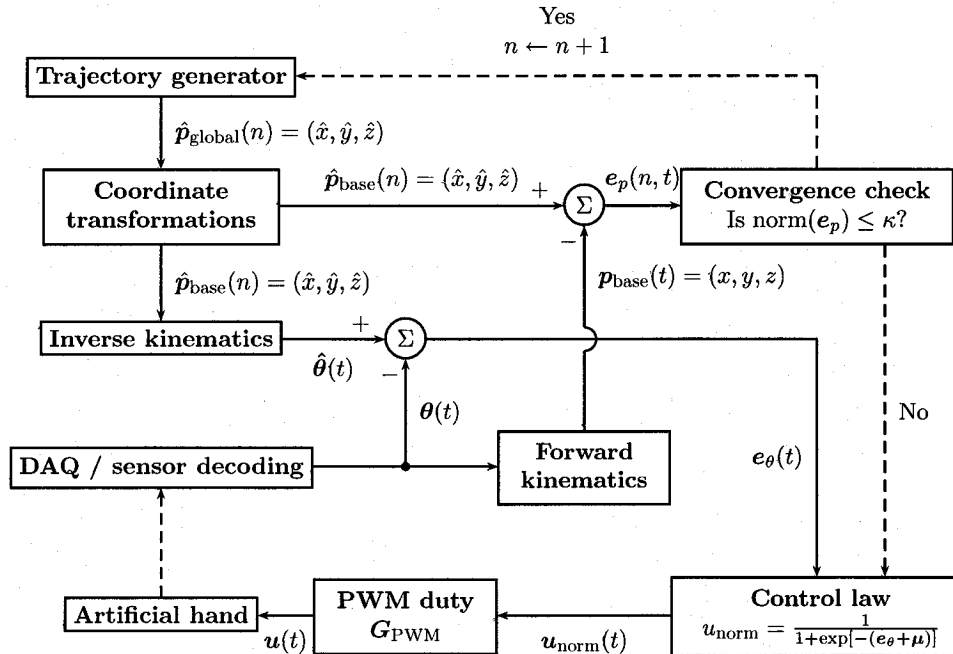 Yes
n ← n + 1
Trajectory generator
p̂_global(n) = (x̂, ŷ, ẑ)
Coordinate
transformations
p̂_base(n) = (x̂, ŷ, ẑ)
+
Σ
−
e_p(n, t)
Convergence check
Is norm(e_p) ≤ κ?
p̂_base(n) = (x̂, ŷ, ẑ)
p_base(t) = (x, y, z)
Inverse kinematics
+
Σ
−
θ̂(t)
θ(t)
No
DAQ / sensor decoding
Forward
kinematics
e_θ(t)
Artificial hand
u(t)
PWM duty
G_PWM
u_norm(t)
Control law
u_norm = 1 / (1+exp[−(e_θ+μ)])